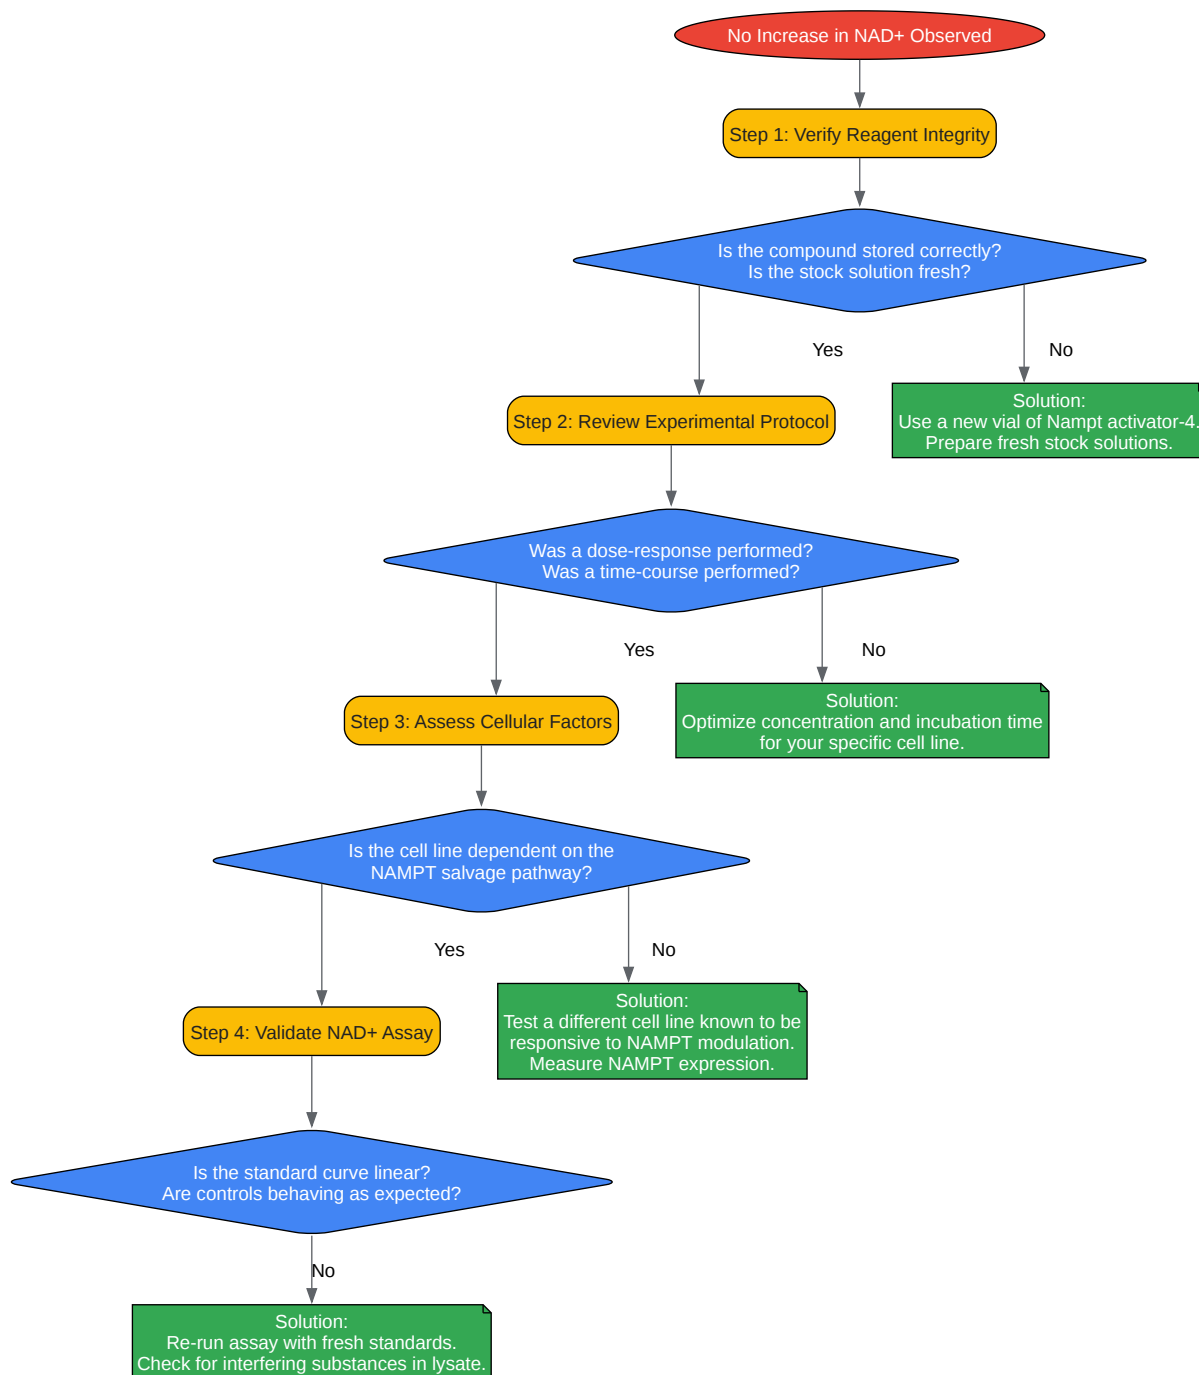 No Increase in NAD+ Observed
Step 1: Verify Reagent Integrity
Is the compound stored correctly?
Is the stock solution fresh?
Yes
No
Solution:
Use a new vial of Nampt activator-4.
Prepare fresh stock solutions.
Step 2: Review Experimental Protocol
Was a dose-response performed?
Was a time-course performed?
Yes
No
Solution:
Optimize concentration and incubation time
for your specific cell line.
Step 3: Assess Cellular Factors
Is the cell line dependent on the
NAMPT salvage pathway?
Yes
No
Solution:
Test a different cell line known to be
responsive to NAMPT modulation.
Measure NAMPT expression.
Step 4: Validate NAD+ Assay
Is the standard curve linear?
Are controls behaving as expected?
No
Solution:
Re-run assay with fresh standards.
Check for interfering substances in lysate.